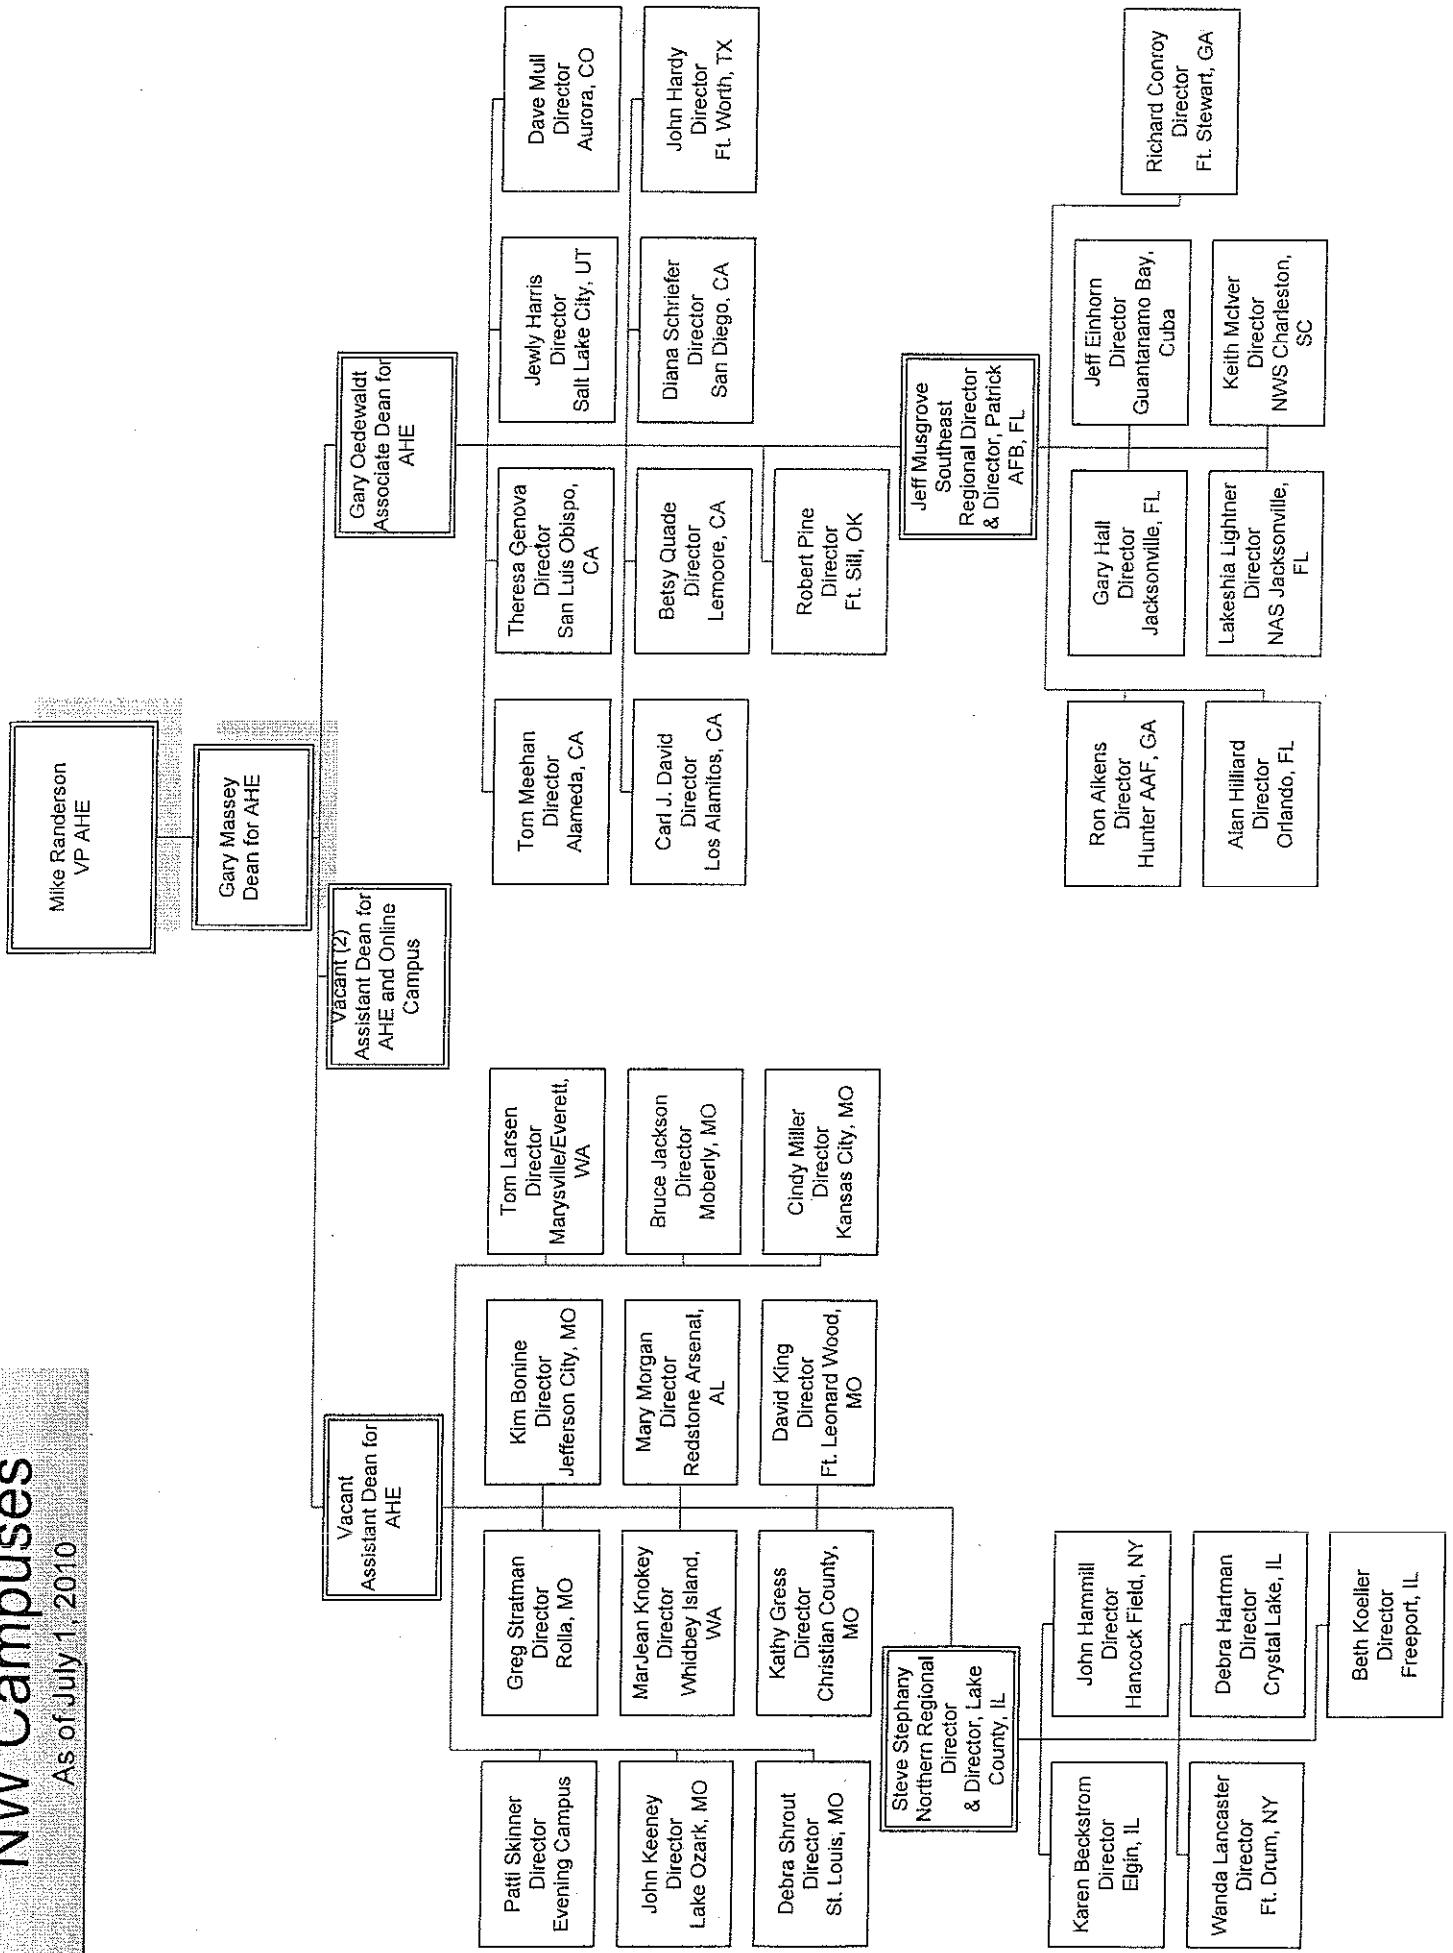 NW Campuses
As of July 1, 2010
Mike Randerson
VP AHE
Gary Massey
Dean for AHE
Vacant
Assistant Dean for
AHE
Vacant (2)
Assistant Dean for
AHE and Online
Campus
Gary Oedewaldt
Associate Dean for
AHE
Patti Skinner
Director
Evening Campus
Greg Stratman
Director
Rolla, MO
Kim Bonine
Director
Jefferson City, MO
Tom Larsen
Director
Marysville/Everett,
WA
John Keeney
Director
Lake Ozark, MO
MarJean Knokey
Director
Whidbey Island,
WA
Mary Morgan
Director
Redstone Arsenal,
AL
Bruce Jackson
Director
Moberly, MO
Debra Shrout
Director
St. Louis, MO
Kathy Gress
Director
Christian County,
MO
David King
Director
Ft. Leonard Wood,
MO
Cindy Miller
Director
Kansas City, MO
Steve Stephany
Northern Regional
Director
& Director, Lake
County, IL
Karen Beckstrom
Director
Elgin, IL
John Hammill
Director
Hancock Field, NY
Wanda Lancaster
Director
Ft. Drum, NY
Debra Hartman
Director
Crystal Lake, IL
Beth Koeller
Director
Freeport, IL
Tom Meehan
Director
Alameda, CA
Theresa Genova
Director
San Luis Obispo,
CA
Jewly Harris
Director
Salt Lake City, UT
Dave Mull
Director
Aurora, CO
Carl J. David
Director
Los Alamitos, CA
Betsy Quade
Director
Lemoore, CA
Diana Schriefer
Director
San Diego, CA
John Hardy
Director
Ft. Worth, TX
Robert Pine
Director
Ft. Sill, OK
Jeff Musgrove
Southeast
Regional Director
& Director, Patrick
AFB, FL
Ron Aikens
Director
Hunter AAF, GA
Gary Hall
Director
Jacksonville, FL
Jeff Einhorn
Director
Guantanamo Bay,
Cuba
Richard Conroy
Director
Ft. Stewart, GA
Alan Hilliard
Director
Orlando, FL
Lakeshia Lightner
Director
NAS Jacksonville,
FL
Keith McIver
Director
NWS Charleston,
SC